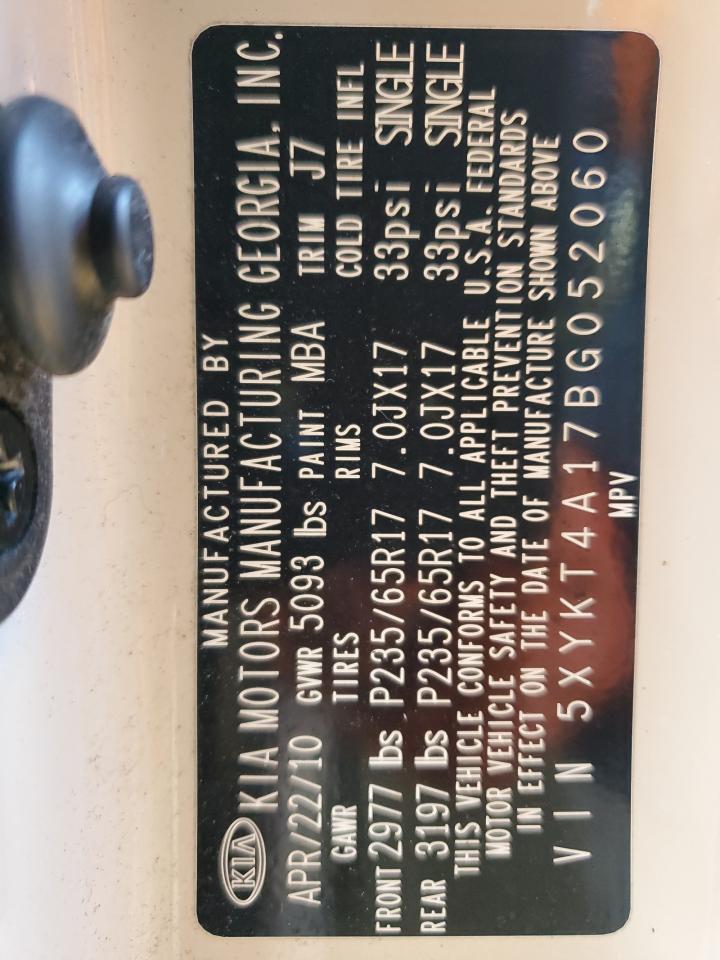 MANUFACTURED BY
KIA KIA MOTORS MANUFACTURING GEORGIA, INC.
APR/22/10 GVWR 5093 lbs PAINT MBA TRIM J7
GAWR TIRES RIMS COLD TIRE INFL
FRONT 2977 lbs P235/65R17 7.0JX17 33psi SINGLE
REAR 3197 lbs P235/65R17 7.0JX17 33psi SINGLE
THIS VEHICLE CONFORMS TO ALL APPLICABLE U.S.A. FEDERAL
MOTOR VEHICLE SAFETY AND THEFT PREVENTION STANDARDS
IN EFFECT ON THE DATE OF MANUFACTURE SHOWN ABOVE
VIN 5XYKT4A17BG052060
MPV